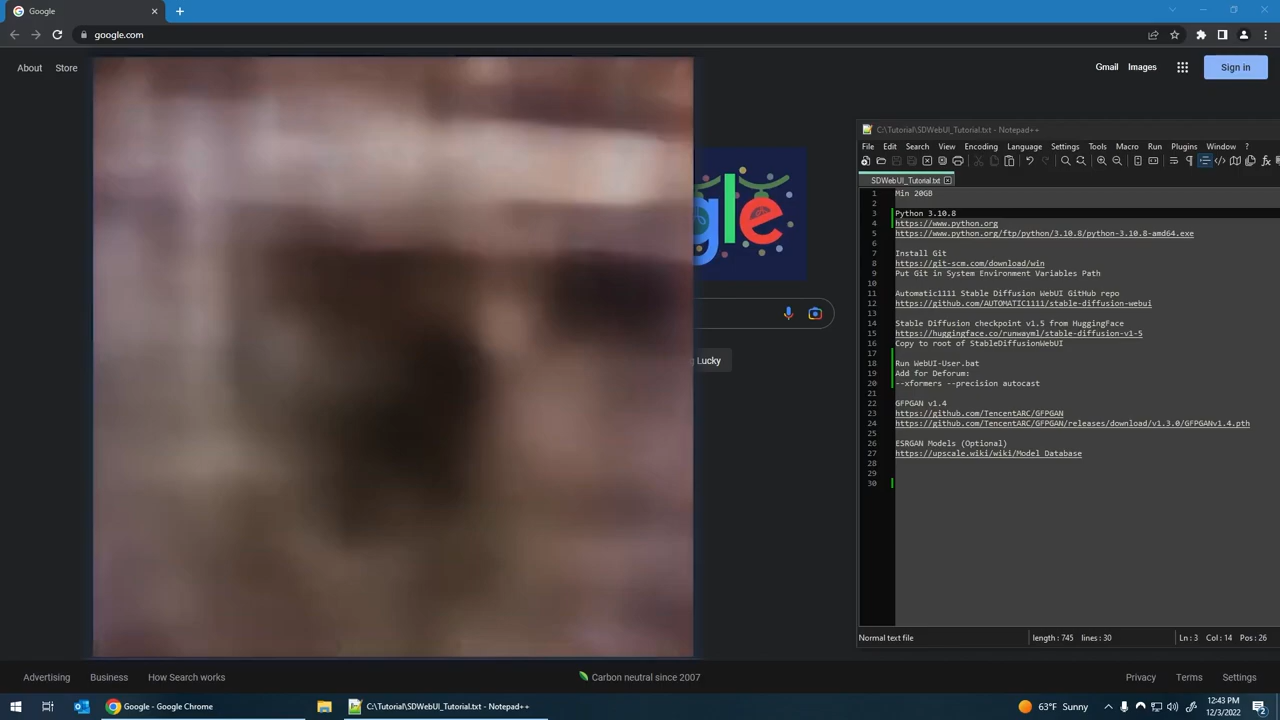 Google
google.com
About
Store
Gmail
Images
Sign in
gle
Lucky
C:\Tutorial\SDWebUI_Tutorial.txt - Notepad++
File Edit Search View Encoding Language Settings Tools Macro Run Plugins Window ?
SDWebUI_Tutorial.txt
1 Min 20GB
2
3 Python 3.10.8
4 https://www.python.org
5 https://www.python.org/ftp/python/3.10.8/python-3.10.8-amd64.exe
6
7 Install Git
8 https://git-scm.com/download/win
9 Put Git in System Environment Variables Path
10
11 Automatic1111 Stable Diffusion WebUI GitHub repo
12 https://github.com/AUTOMATIC1111/stable-diffusion-webui
13
14 Stable Diffusion checkpoint v1.5 from HuggingFace
15 https://huggingface.co/runwayml/stable-diffusion-v1-5
16 Copy to root of StableDiffusionWebUI
17
18 Run WebUI-User.bat
19 Add for Deforum:
20 --xformers --precision autocast
21
22 GFPGAN v1.4
23 https://github.com/TencentARC/GFPGAN
24 https://github.com/TencentARC/GFPGAN/releases/download/v1.3.0/GFPGANv1.4.pth
25
26 ESRGAN Models (Optional)
27 https://upscale.wiki/wiki/Model_Database
28
29
30
Normal text file length : 745 lines : 30 Ln : 3 Col : 14 Pos : 26
Advertising Business How Search works Carbon neutral since 2007 Privacy Terms Settings
Google - Google Chrome C:\Tutorial\SDWebUI_Tutorial.txt - Notepad++ 63°F Sunny 12:43 PM
12/3/2022
2